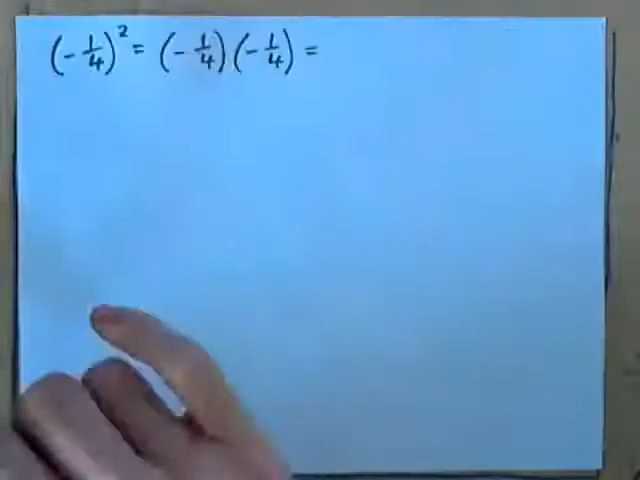 (-1/4)² = (-1/4)(-1/4) =